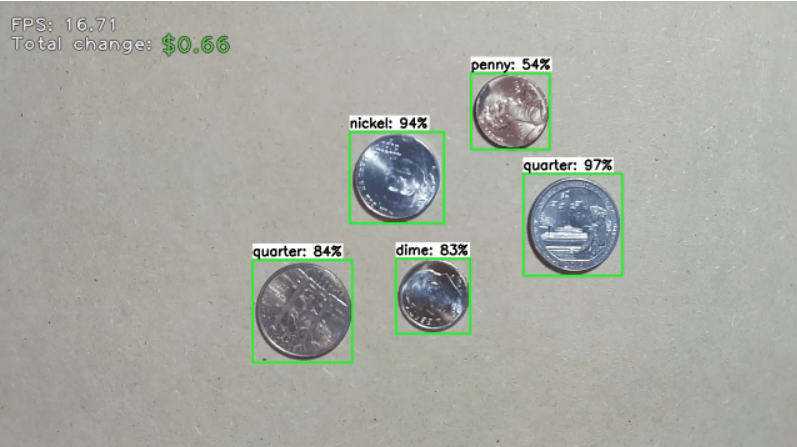 FPS: 16.71
Total change: $0.66
penny: 54%
nickel: 94%
quarter: 97%
quarter: 84%
dime: 83%